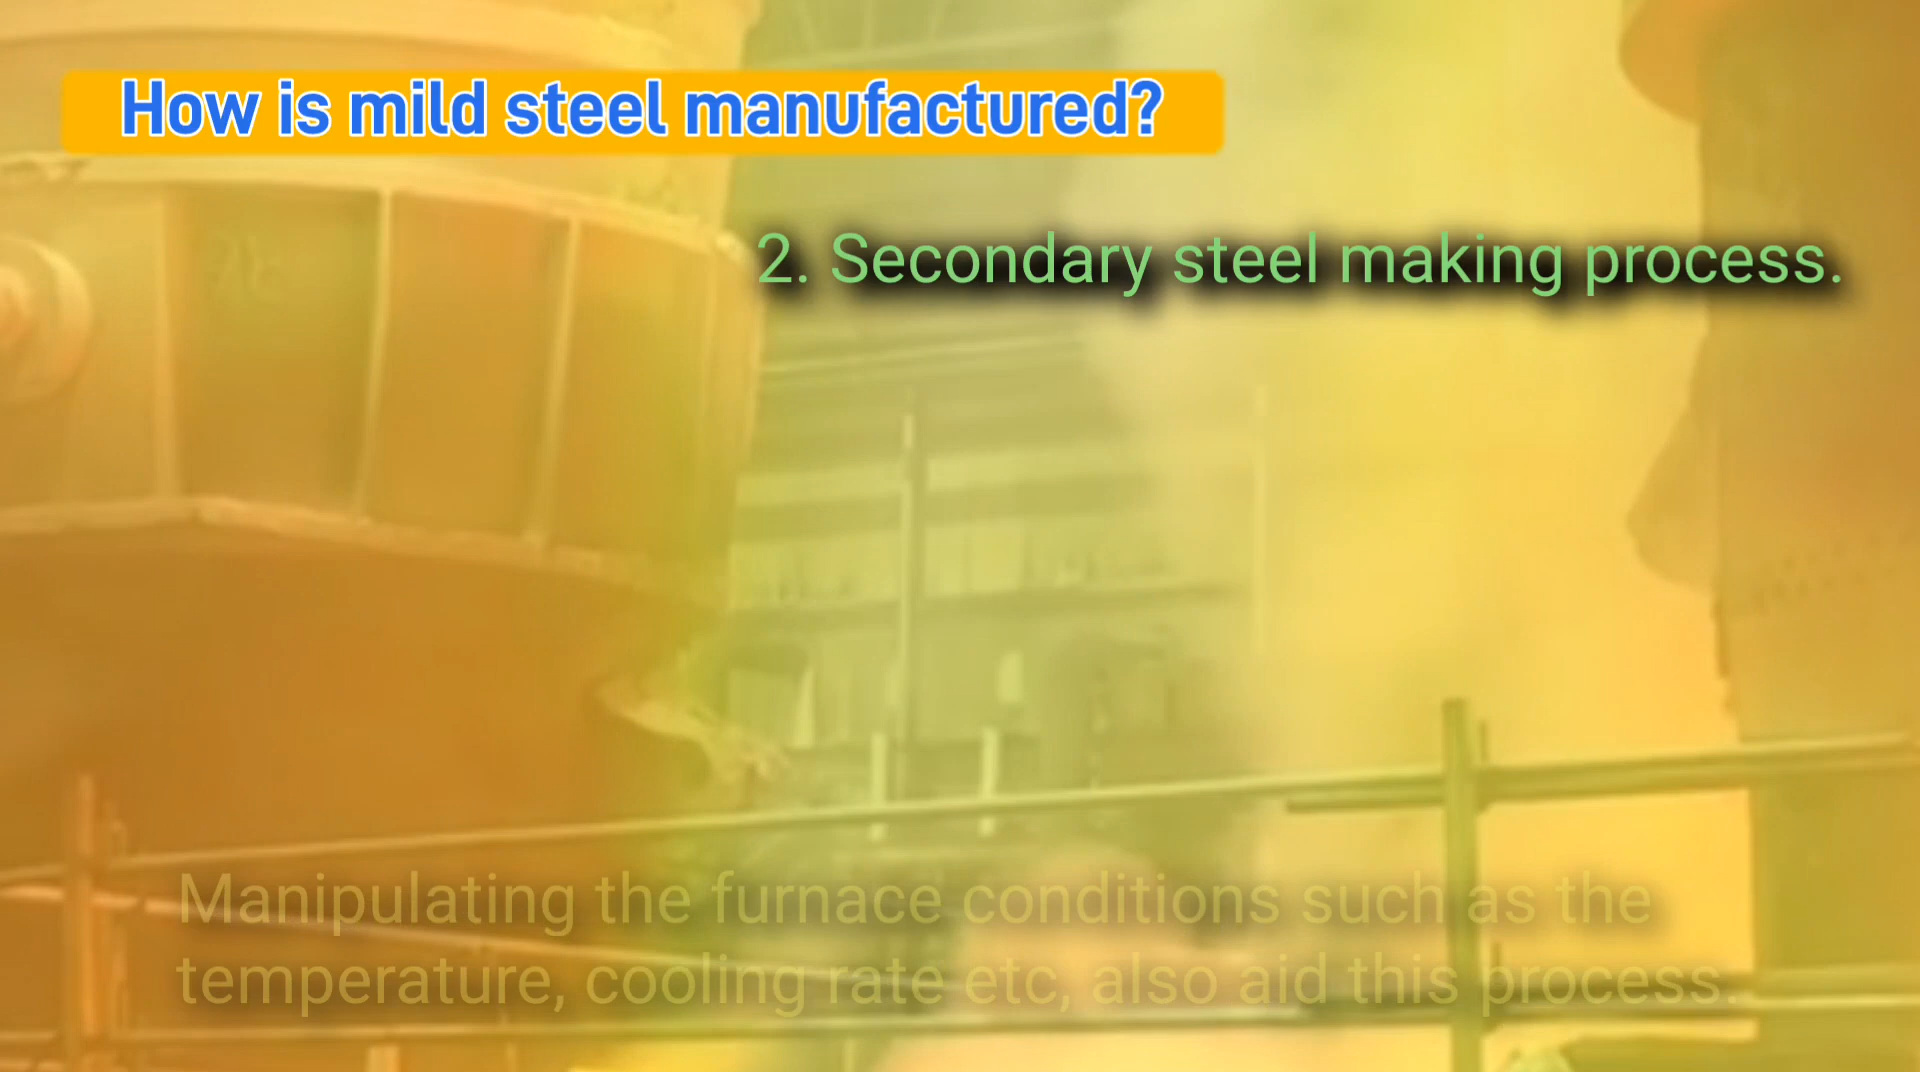 How is mild steel manufactured?
2. Secondary steel making process.
Manipulating the furnace conditions such as the
temperature, cooling rate etc, also aid this process.